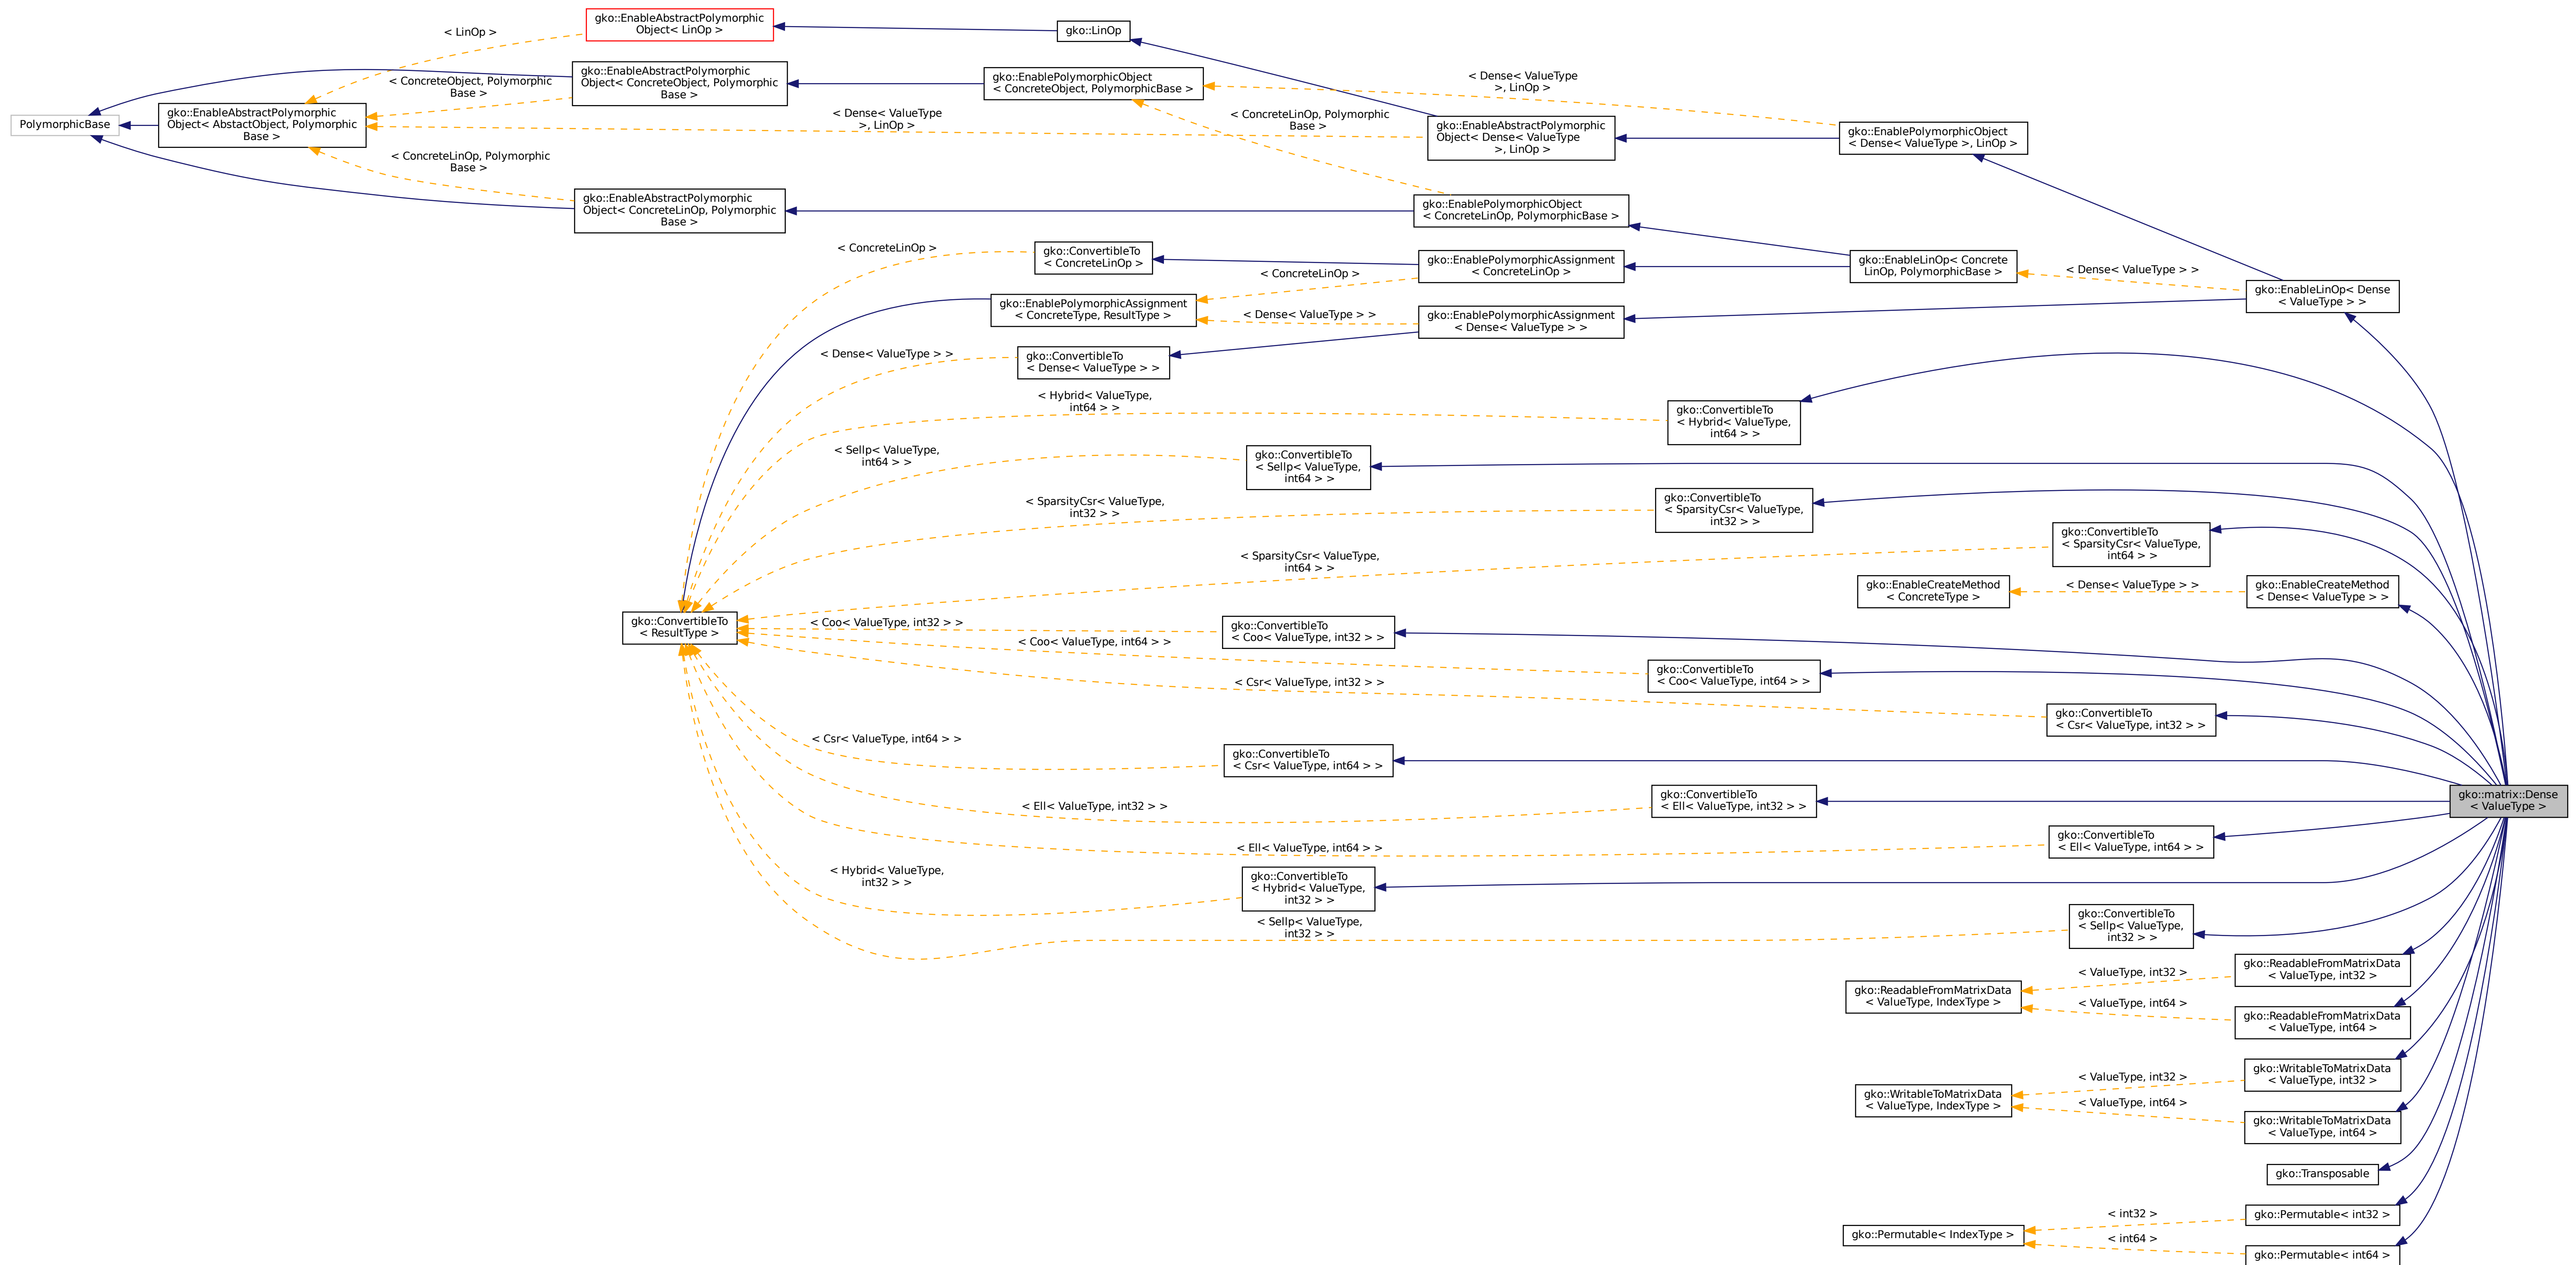 gko::EnableAbstractPolymorphic
Object< LinOp >
gko::LinOp
< LinOp >
gko::EnableAbstractPolymorphic
Object< ConcreteObject, Polymorphic
Base >
< ConcreteObject, Polymorphic
Base >
gko::EnablePolymorphicObject
< ConcreteObject, PolymorphicBase >
< Dense< ValueType
>, LinOp >
PolymorphicBase
gko::EnableAbstractPolymorphic
Object< AbstactObject, Polymorphic
Base >
< Dense< ValueType
>, LinOp >
< ConcreteLinOp, Polymorphic
Base >
gko::EnableAbstractPolymorphic
Object< Dense< ValueType
>, LinOp >
gko::EnablePolymorphicObject
< Dense< ValueType >, LinOp >
< ConcreteLinOp, Polymorphic
Base >
gko::EnableAbstractPolymorphic
Object< ConcreteLinOp, Polymorphic
Base >
gko::EnablePolymorphicObject
< ConcreteLinOp, PolymorphicBase >
< ConcreteLinOp >
gko::ConvertibleTo
< ConcreteLinOp >
gko::EnablePolymorphicAssignment
< ConcreteLinOp >
gko::EnableLinOp< Concrete
LinOp, PolymorphicBase >
< Dense< ValueType > >
< ConcreteLinOp >
gko::EnableLinOp< Dense
< ValueType > >
gko::EnablePolymorphicAssignment
< ConcreteType, ResultType >
< Dense< ValueType > >
gko::EnablePolymorphicAssignment
< Dense< ValueType > >
< Dense< ValueType > >
gko::ConvertibleTo
< Dense< ValueType > >
< Hybrid< ValueType,
int64 > >
gko::ConvertibleTo
< Hybrid< ValueType,
int64 > >
< Sellp< ValueType,
int64 > >
gko::ConvertibleTo
< Sellp< ValueType,
int64 > >
< SparsityCsr< ValueType,
int32 > >
gko::ConvertibleTo
< SparsityCsr< ValueType,
int32 > >
< SparsityCsr< ValueType,
int64 > >
gko::ConvertibleTo
< SparsityCsr< ValueType,
int64 > >
gko::EnableCreateMethod
< ConcreteType >
< Dense< ValueType > >
gko::EnableCreateMethod
< Dense< ValueType > >
gko::ConvertibleTo
< ResultType >
< Coo< ValueType, int32 > >
gko::ConvertibleTo
< Coo< ValueType, int32 > >
< Coo< ValueType, int64 > >
gko::ConvertibleTo
< Coo< ValueType, int64 > >
< Csr< ValueType, int32 > >
gko::ConvertibleTo
< Csr< ValueType, int32 > >
< Csr< ValueType, int64 > >
gko::ConvertibleTo
< Csr< ValueType, int64 > >
< Ell< ValueType, int32 > >
gko::ConvertibleTo
< Ell< ValueType, int32 > >
gko::matrix::Dense
< ValueType >
< Ell< ValueType, int64 > >
gko::ConvertibleTo
< Ell< ValueType, int64 > >
< Hybrid< ValueType,
int32 > >
gko::ConvertibleTo
< Hybrid< ValueType,
int32 > >
< Sellp< ValueType,
int32 > >
gko::ConvertibleTo
< Sellp< ValueType,
int32 > >
gko::ReadableFromMatrixData
< ValueType, IndexType >
< ValueType, int32 >
gko::ReadableFromMatrixData
< ValueType, int32 >
< ValueType, int64 >
gko::ReadableFromMatrixData
< ValueType, int64 >
gko::WritableToMatrixData
< ValueType, IndexType >
< ValueType, int32 >
gko::WritableToMatrixData
< ValueType, int32 >
< ValueType, int64 >
gko::WritableToMatrixData
< ValueType, int64 >
gko::Transposable
gko::Permutable< IndexType >
< int32 >
gko::Permutable< int32 >
< int64 >
gko::Permutable< int64 >